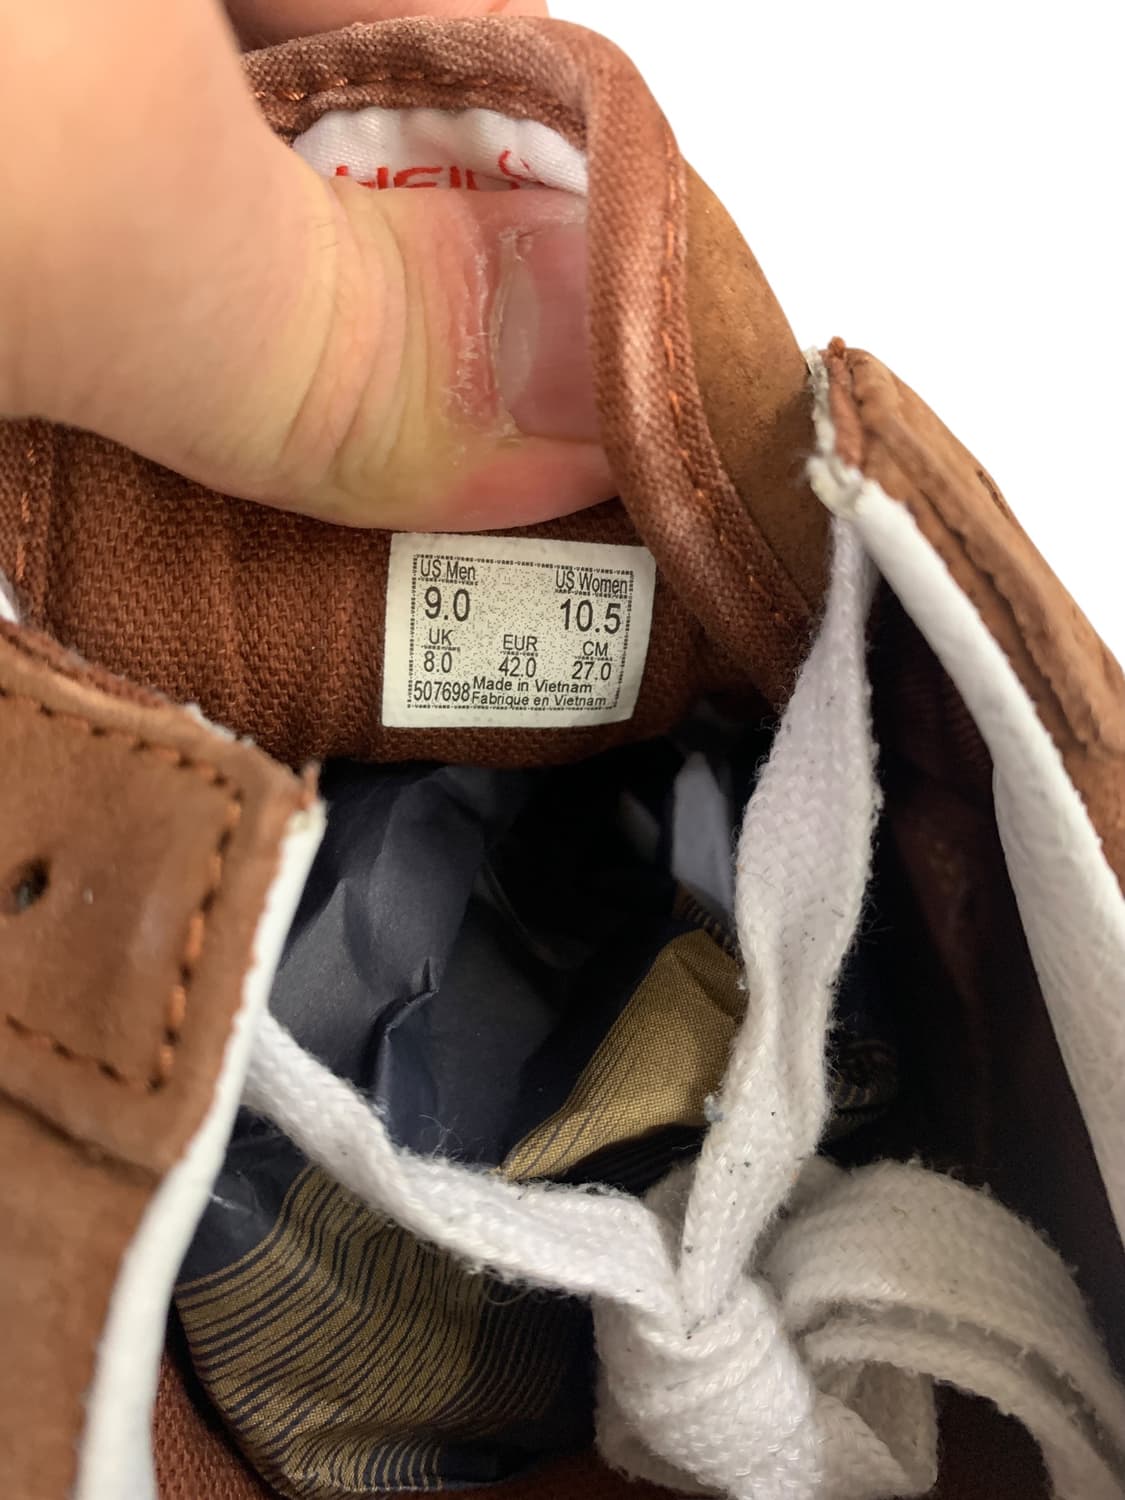 US Men US Women
9.0 10.5
UK EUR CM
8.0 42.0 27.0
507698 Made in Vietnam
Fabrique en Vietnam